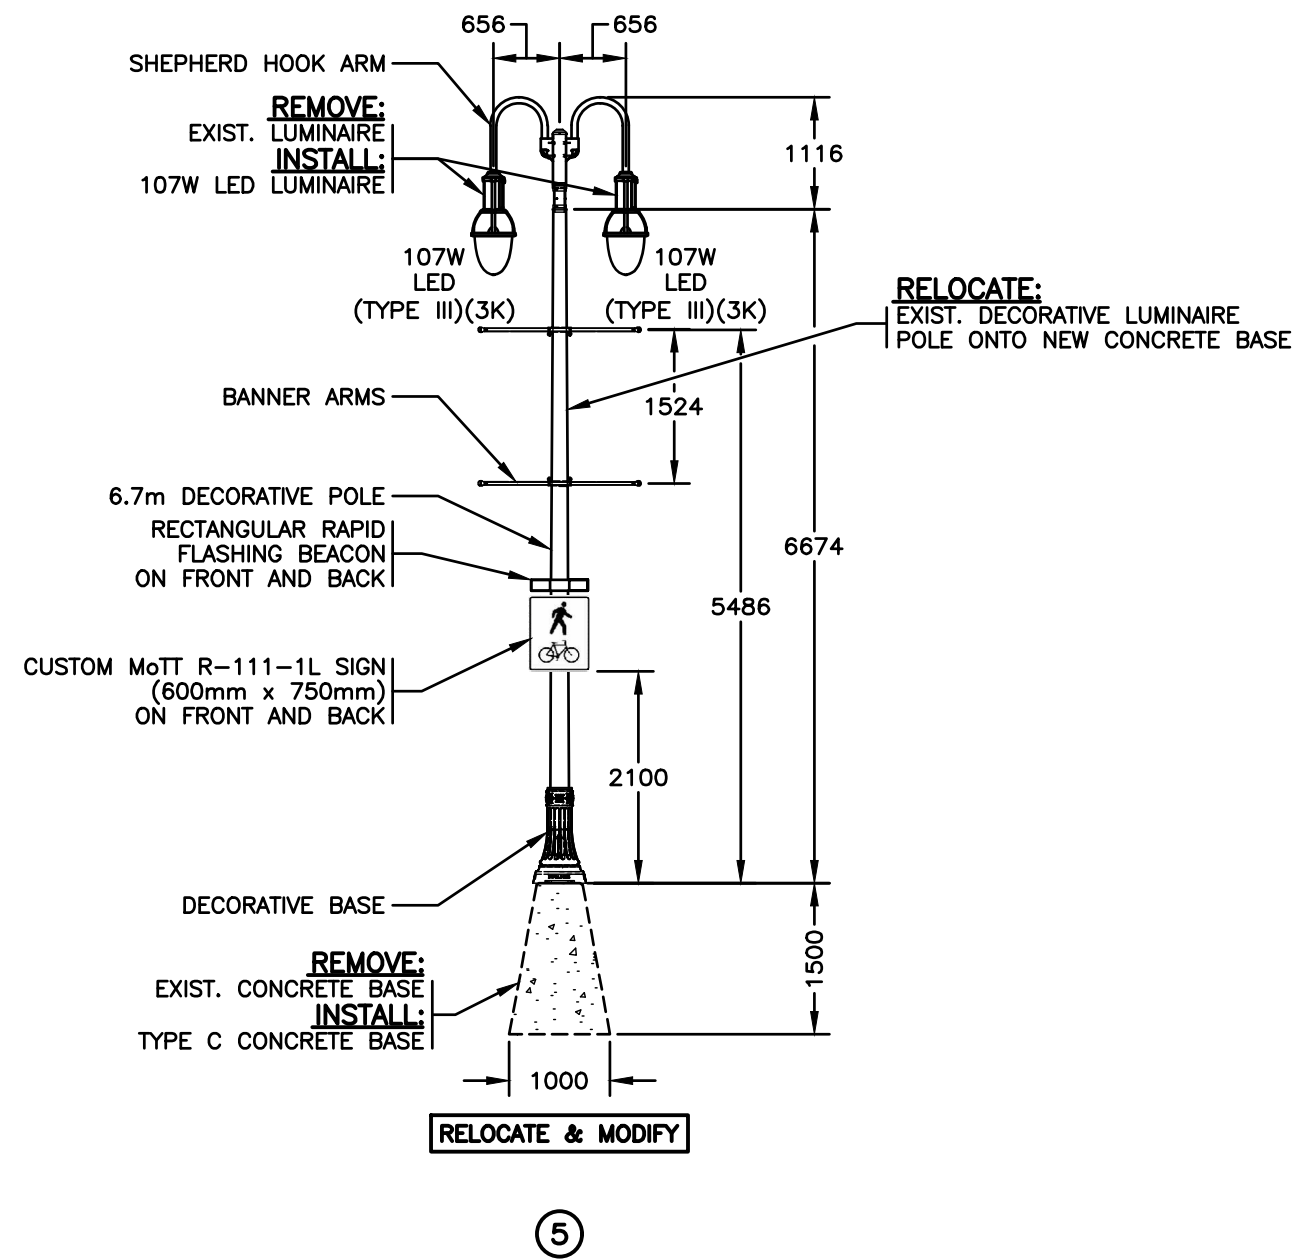 656
656
SHEPHERD HOOK ARM
REMOVE:
EXIST. LUMINAIRE
INSTALL:
107W LED LUMINAIRE
1116
107W
LED
(TYPE III)(3K)
107W
LED
(TYPE III)(3K)
RELOCATE:
EXIST. DECORATIVE LUMINAIRE
POLE ONTO NEW CONCRETE BASE
BANNER ARMS
1524
6.7m DECORATIVE POLE
RECTANGULAR RAPID
FLASHING BEACON
ON FRONT AND BACK
6674
5486
CUSTOM MoTT R-111-1L SIGN
(600mm x 750mm)
ON FRONT AND BACK
2100
DECORATIVE BASE
1500
REMOVE:
EXIST. CONCRETE BASE
INSTALL:
TYPE C CONCRETE BASE
1000
RELOCATE & MODIFY
5